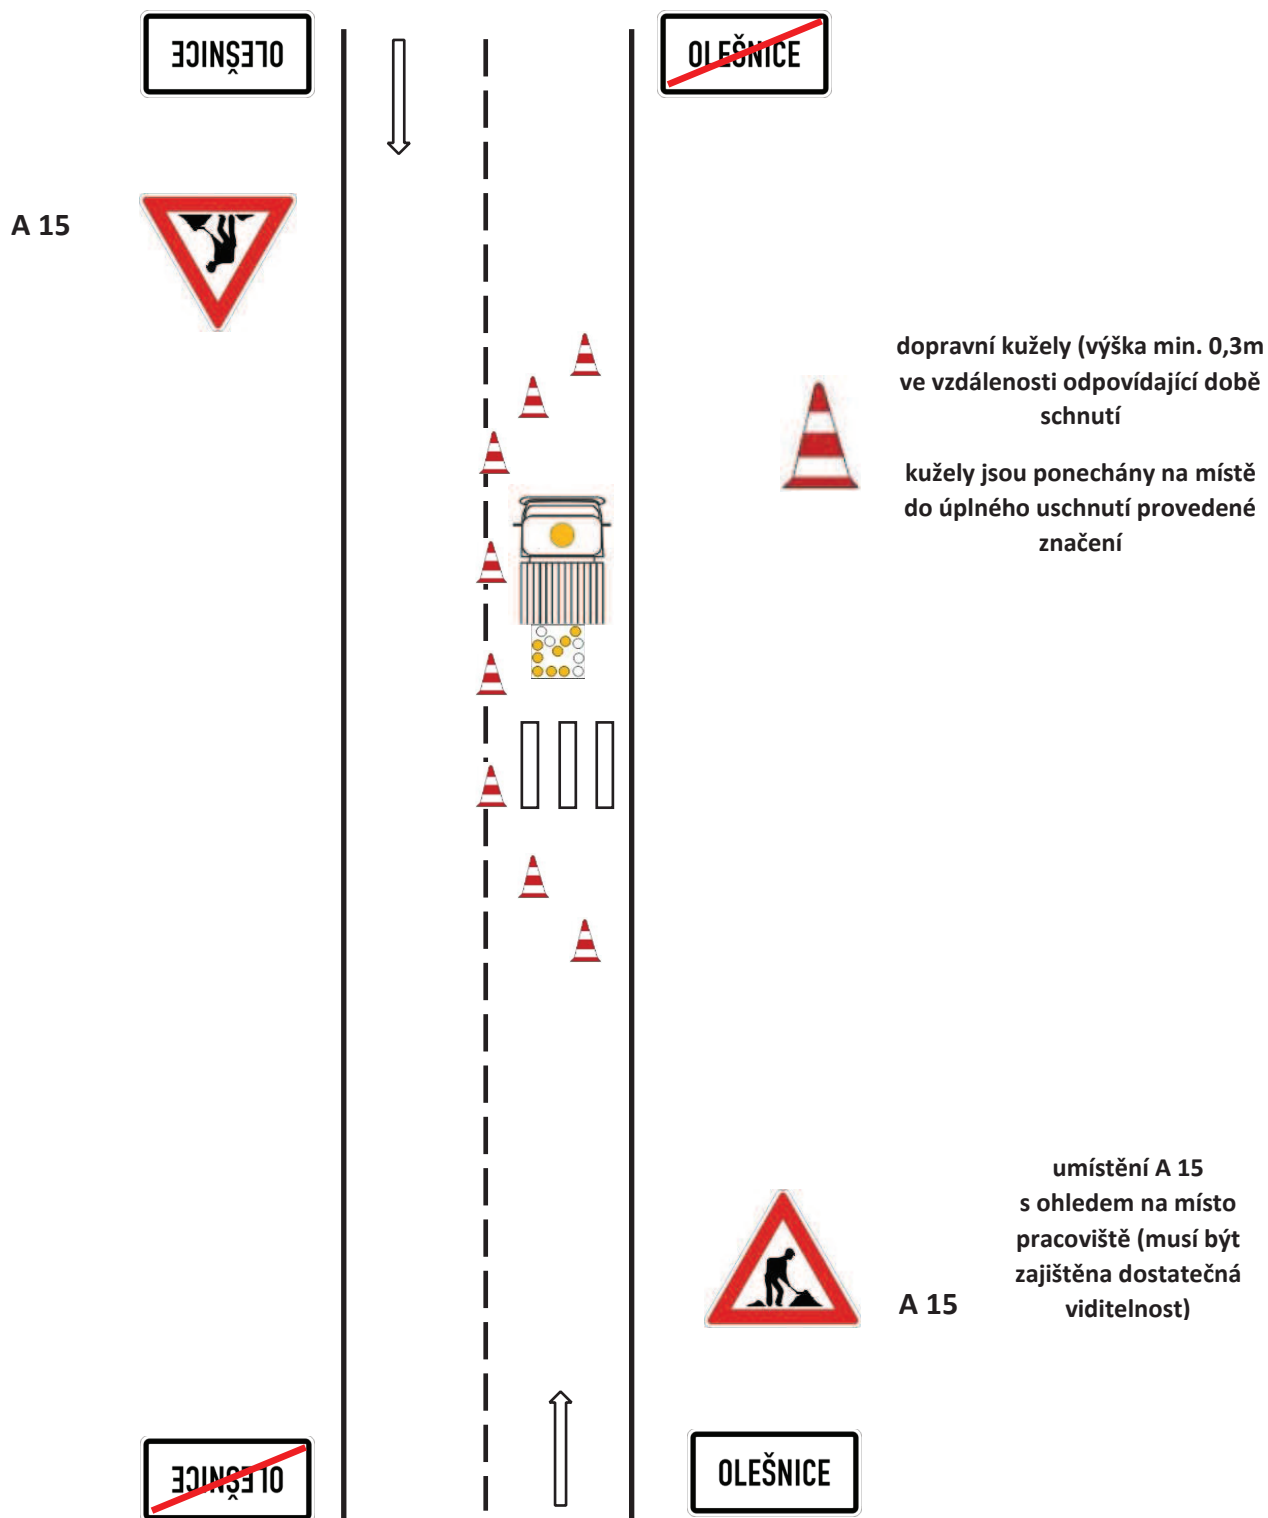 OLEŠNICE
OLEŠNICE
A 15
dopravní kužely (výška min. 0,3m
ve vzdálenosti odpovídající době
schnutí
kužely jsou ponechány na místě
do úplného uschnutí provedené
značení
umístění A 15
s ohledem na místo
pracoviště (musí být
zajištěna dostatečná
viditelnost)
A 15
OLEŠNICE
OLEŠNICE